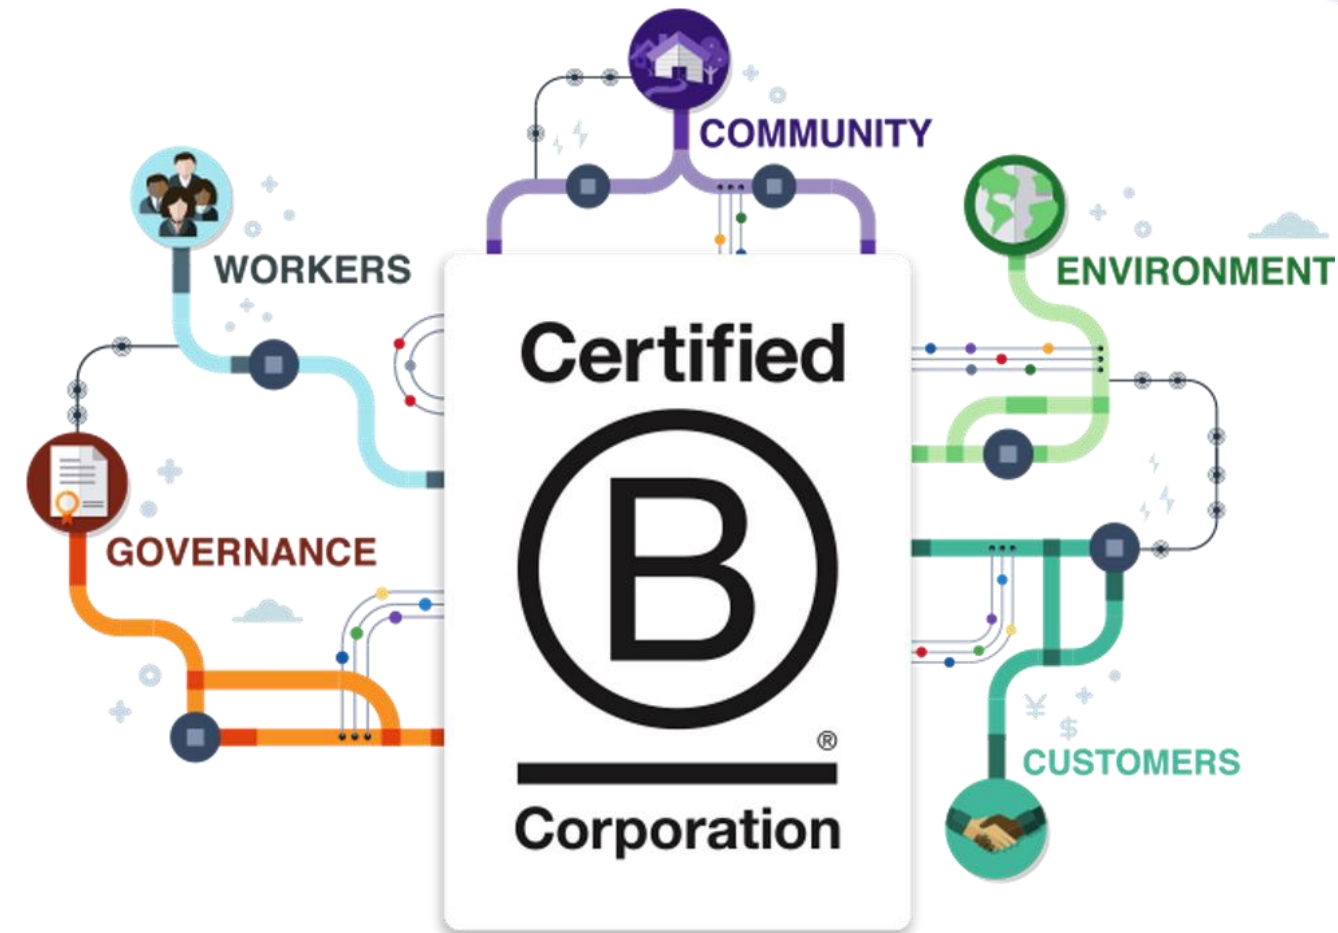 COMMUNITY
WORKERS
ENVIRONMENT
Certified
B
®
Corporation
GOVERNANCE
¥
$
CUSTOMERS